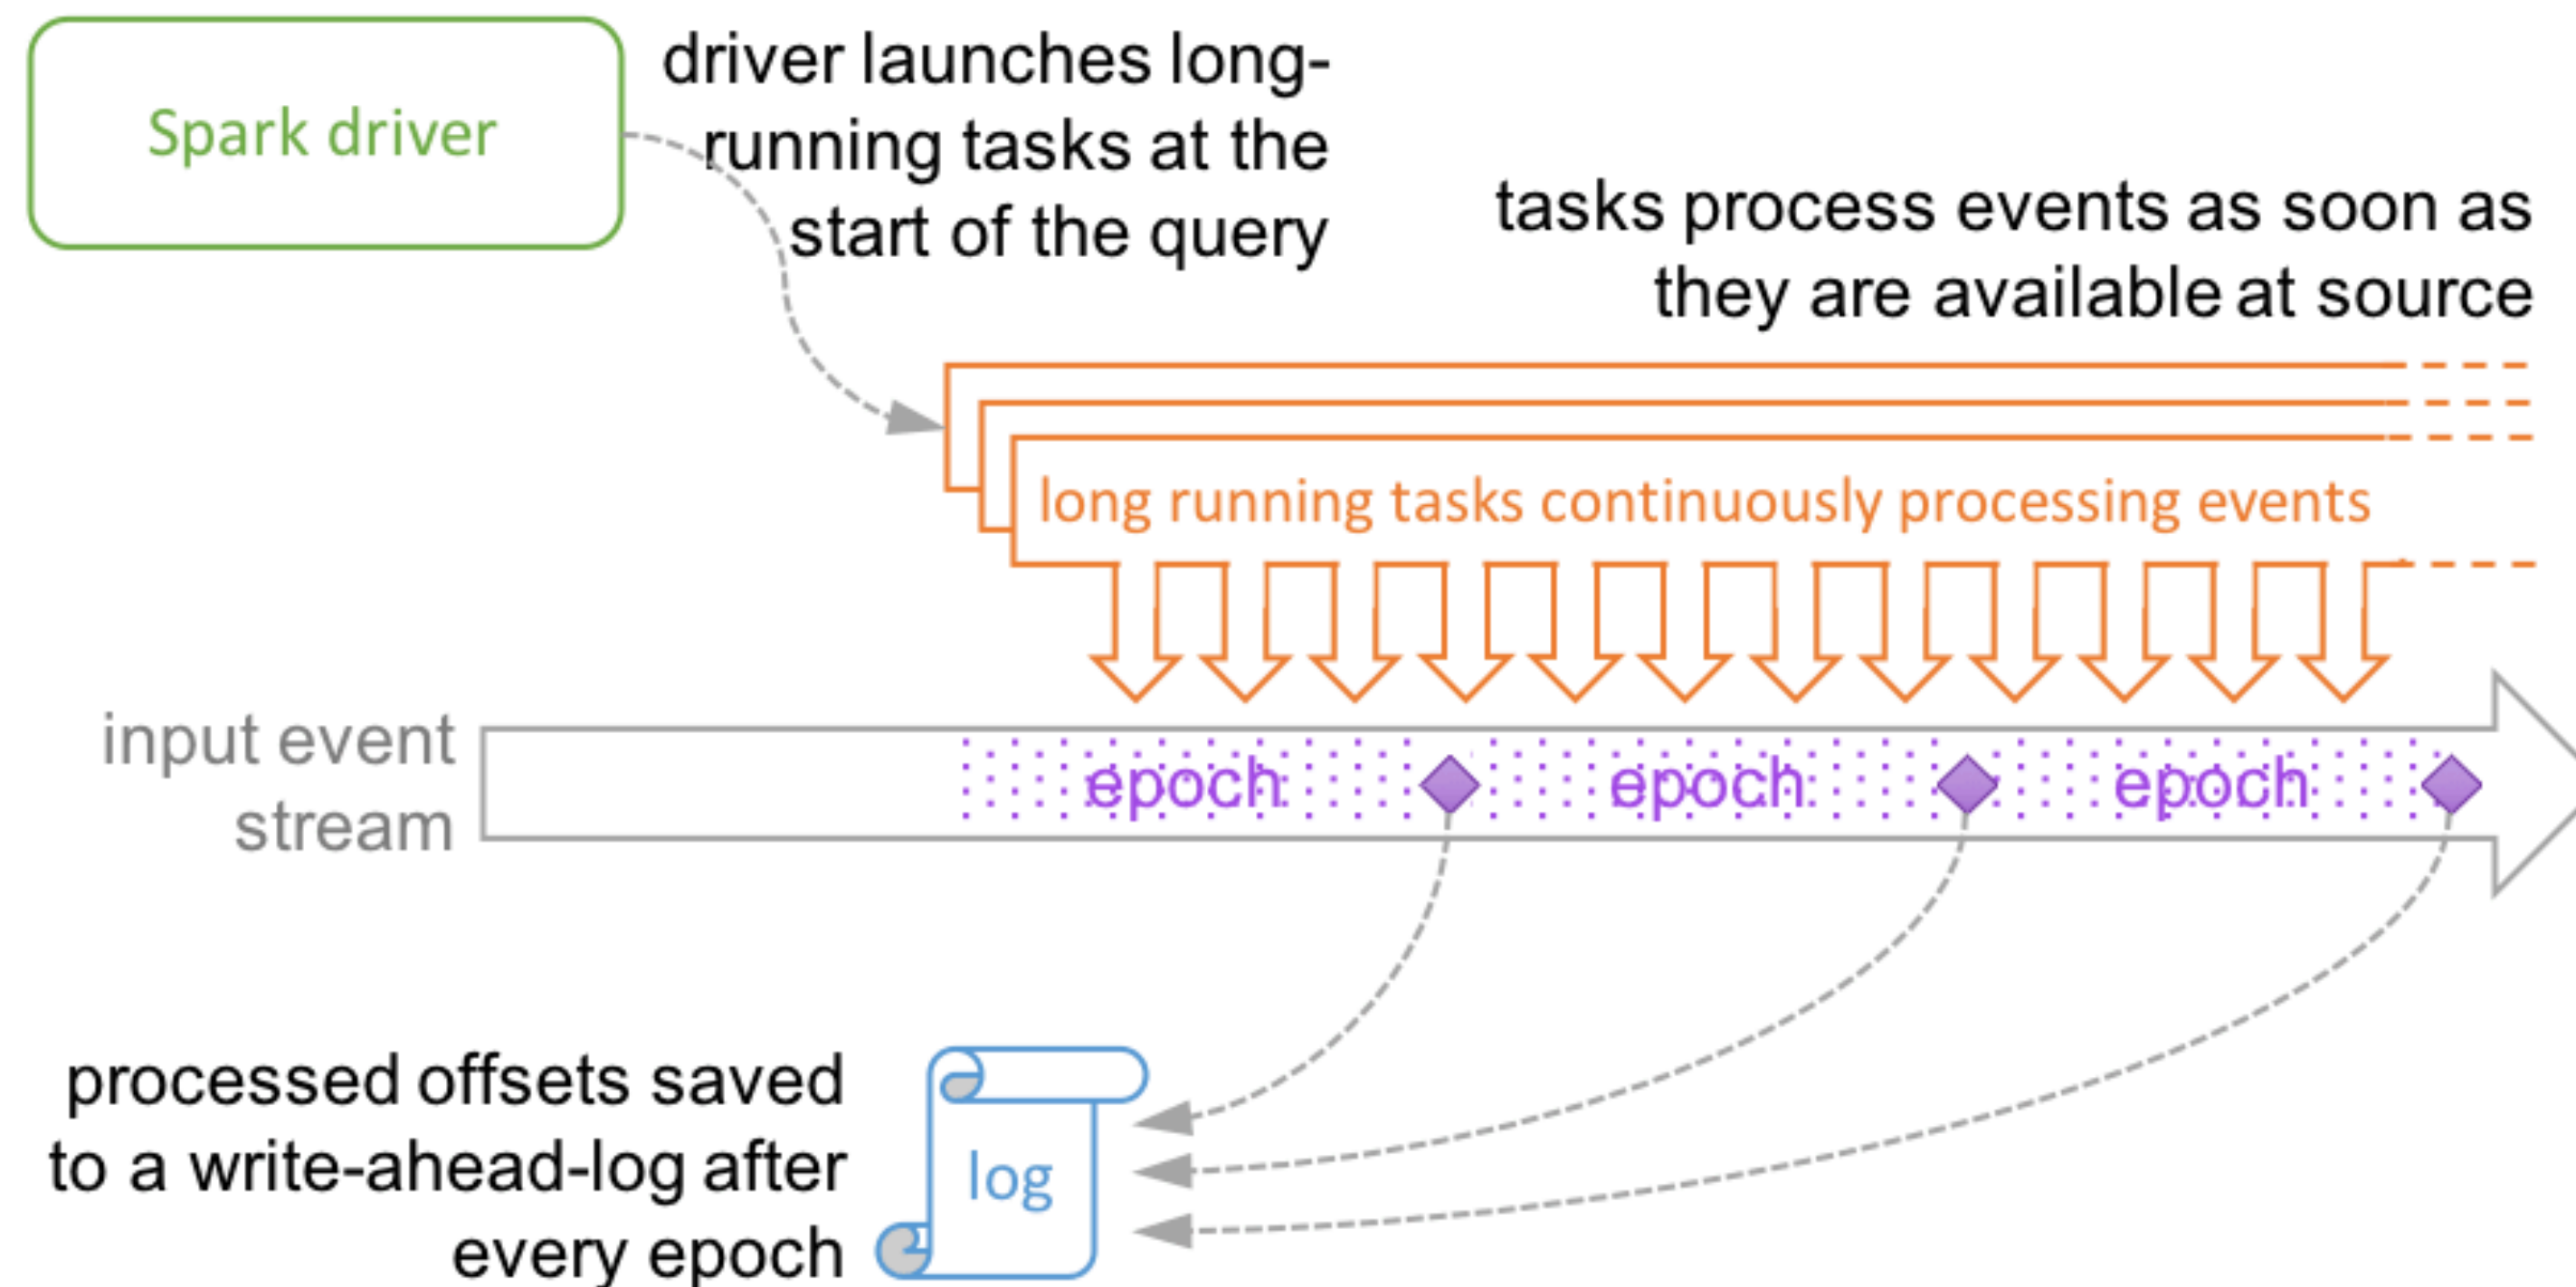 Spark driver
driver launches long-
running tasks at the
start of the query
tasks process events as soon as
they are available at source
long running tasks continuously processing events
input event
stream
epoch
epoch
epoch
processed offsets saved
to a write-ahead-log after
every epoch
log